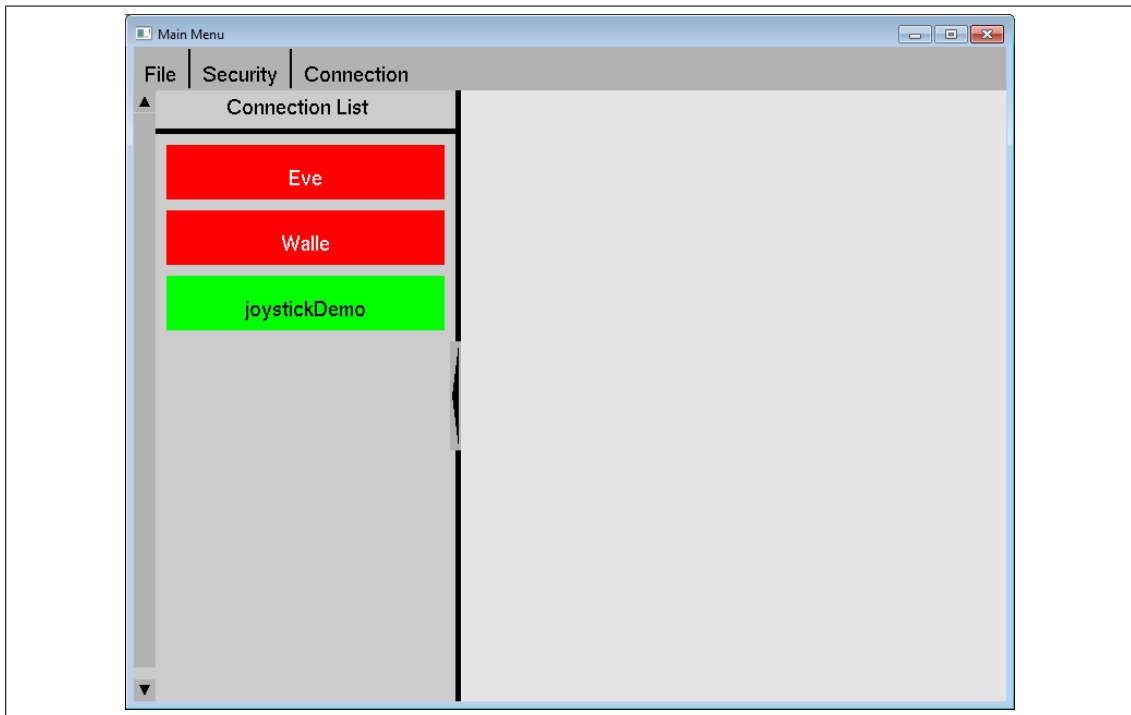 Main Menu
File Security Connection
Connection List
Eve
Walle
joystickDemo